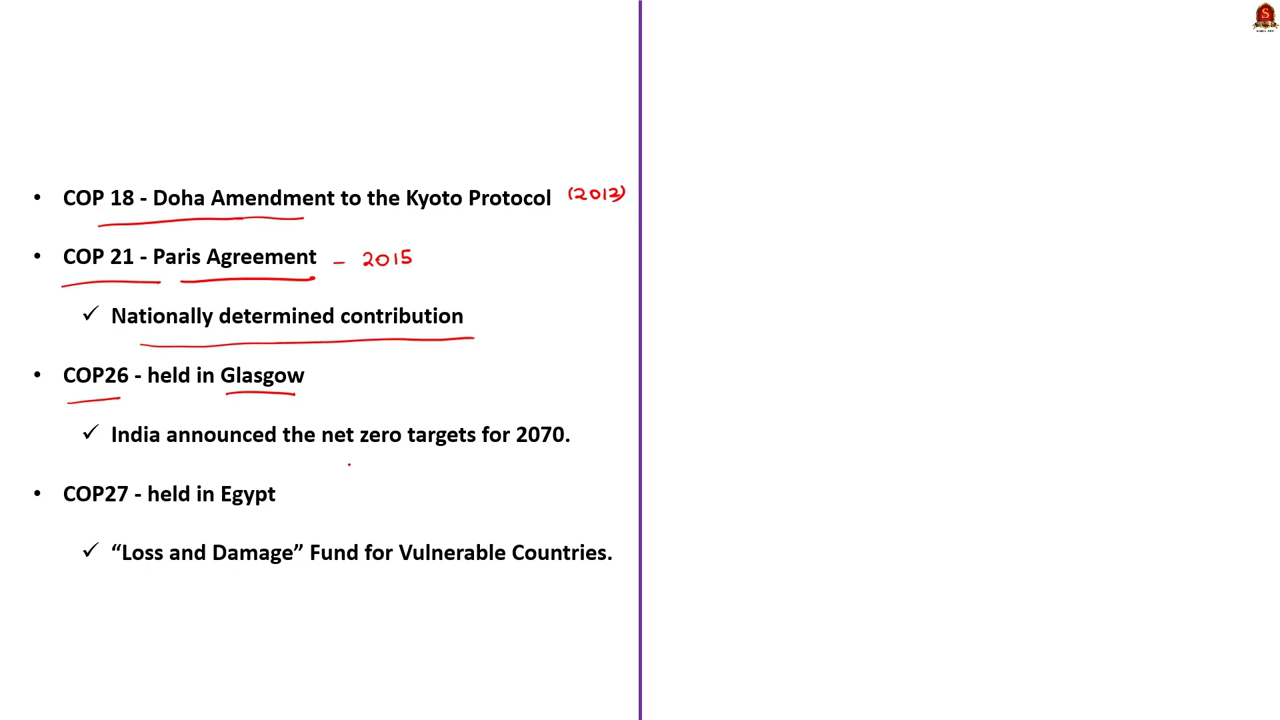 • COP 18 - Doha Amendment to the Kyoto Protocol (2012)
• COP 21 - Paris Agreement – 2015
✓ Nationally determined contribution
• COP26 - held in Glasgow
✓ India announced the net zero targets for 2070.
• COP27 - held in Egypt
✓ “Loss and Damage” Fund for Vulnerable Countries.
S